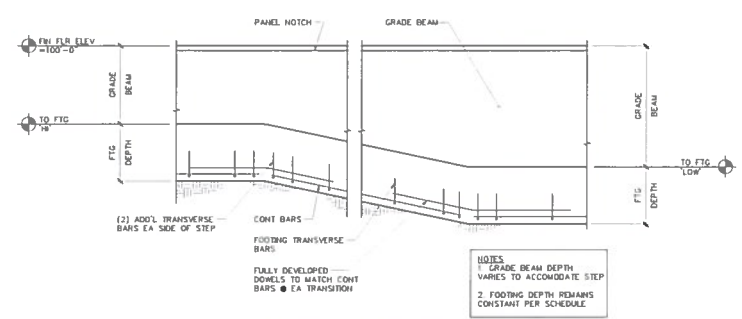 PANEL NOTCH
GRADE BEAM
FIN FLR ELEV
=100'-0"
GRADE
BEAM
GRADE
BEAM
TO FTG
'HI'
FTG
DEPTH
TO FTG
'LOW'
FTG
DEPTH
(2) ADD'L TRANSVERSE
BARS EA SIDE OF STEP
CONT BARS
FOOTING TRANSVERSE
BARS
FULLY DEVELOPED
DOWELS TO MATCH CONT
BARS @ EA TRANSITION
NOTES
1 GRADE BEAM DEPTH
VARIES TO ACCOMODATE STEP
2 FOOTING DEPTH REMAINS
CONSTANT PER SCHEDULE